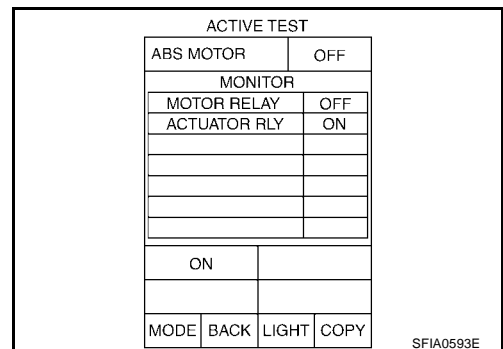 ACTIVE TEST
ABS MOTOR OFF
MONITOR
MOTOR RELAY OFF
ACTUATOR RLY ON
ON
MODE BACK LIGHT COPY
SFIA0593E